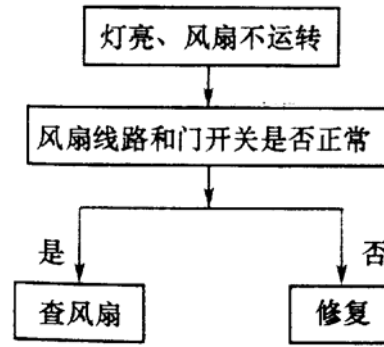 灯亮、风扇不运转
风扇线路和门开关是否正常
是
否
查风扇
修复